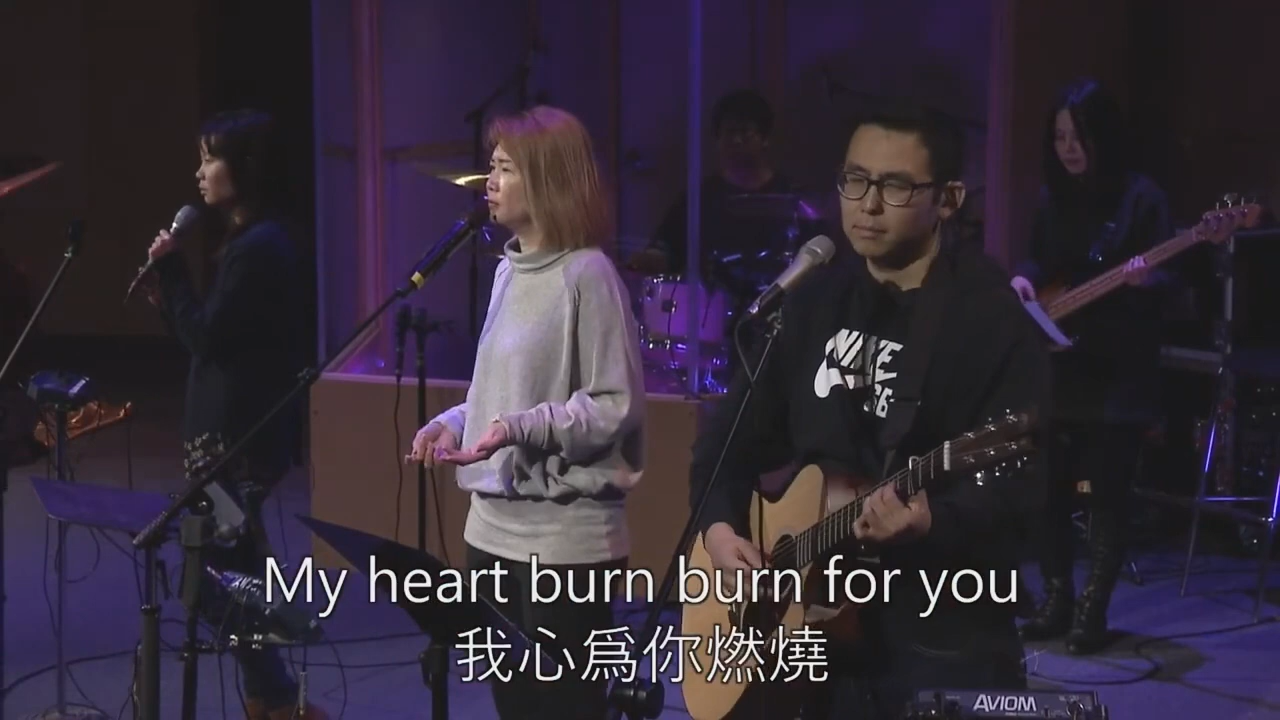 NIKE
SB
My heart burn burn for you
我心爲你燃燒
AVIOM